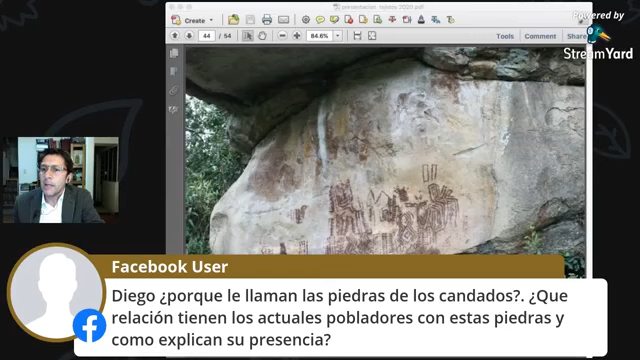 presentacion_tejidos 2020.pdf
Create
44 / 54
84.6%
Tools
Comment
Share
Powered by
StreamYard
Facebook User
Diego ¿porque le llaman las piedras de los candados?. ¿Que
relación tienen los actuales pobladores con estas piedras y
como explican su presencia?